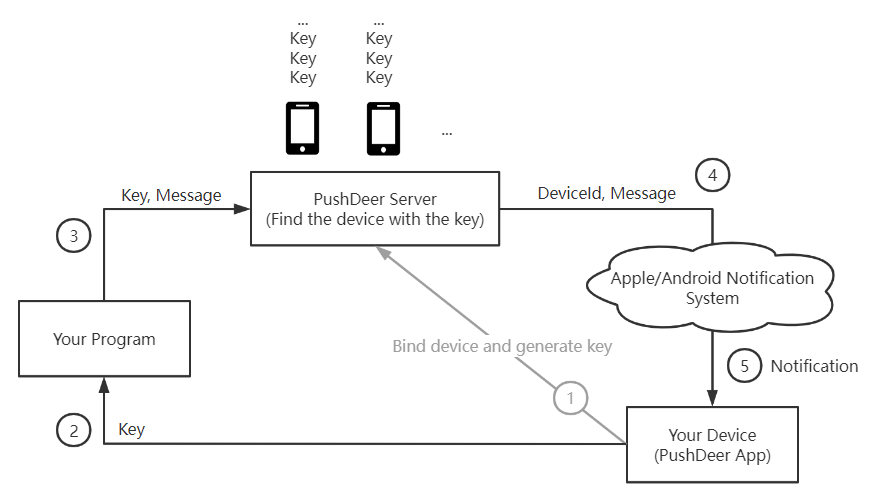 ... ...
Key Key
Key Key
Key Key
...
PushDeer Server
(Find the device with the key)
Key, Message
3
DeviceId, Message
4
Apple/Android Notification
System
Your Program
Bind device and generate key
1
5
Notification
2
Key
Your Device
(PushDeer App)